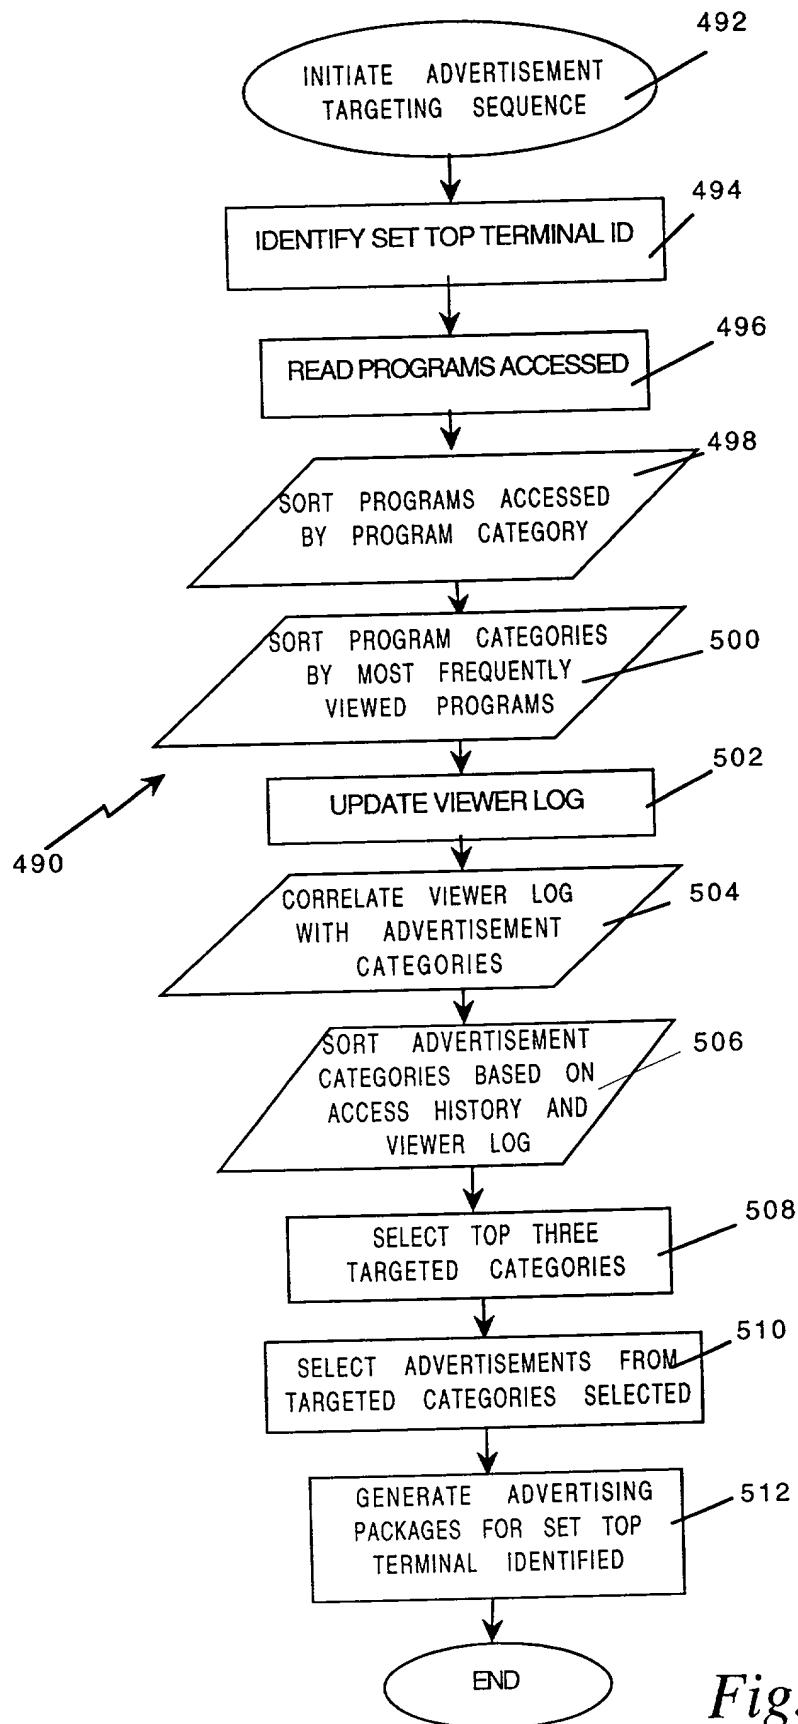 492
INITIATE ADVERTISEMENT
TARGETING SEQUENCE
494
IDENTIFY SET TOP TERMINAL ID
496
READ PROGRAMS ACCESSED
498
SORT PROGRAMS ACCESSED
BY PROGRAM CATEGORY
500
SORT PROGRAM CATEGORIES
BY MOST FREQUENTLY
VIEWED PROGRAMS
502
UPDATE VIEWER LOG
490
504
CORRELATE VIEWER LOG
WITH ADVERTISEMENT
CATEGORIES
506
SORT ADVERTISEMENT
CATEGORIES BASED ON
ACCESS HISTORY AND
VIEWER LOG
508
SELECT TOP THREE
TARGETED CATEGORIES
510
SELECT ADVERTISEMENTS FROM
TARGETED CATEGORIES SELECTED
512
GENERATE ADVERTISING
PACKAGES FOR SET TOP
TERMINAL IDENTIFIED
END
Fig.